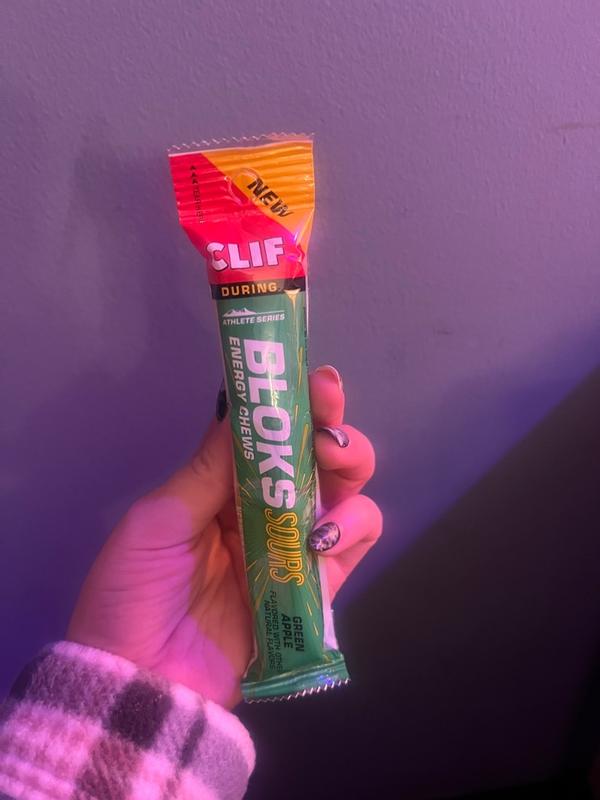 NEW
CLIF
DURING
ATHLETE SERIES
BLOKS
ENERGY CHEWS
SOURS
GREEN
APPLE
FLAVORED WITH OTHER
NATURAL FLAVORS